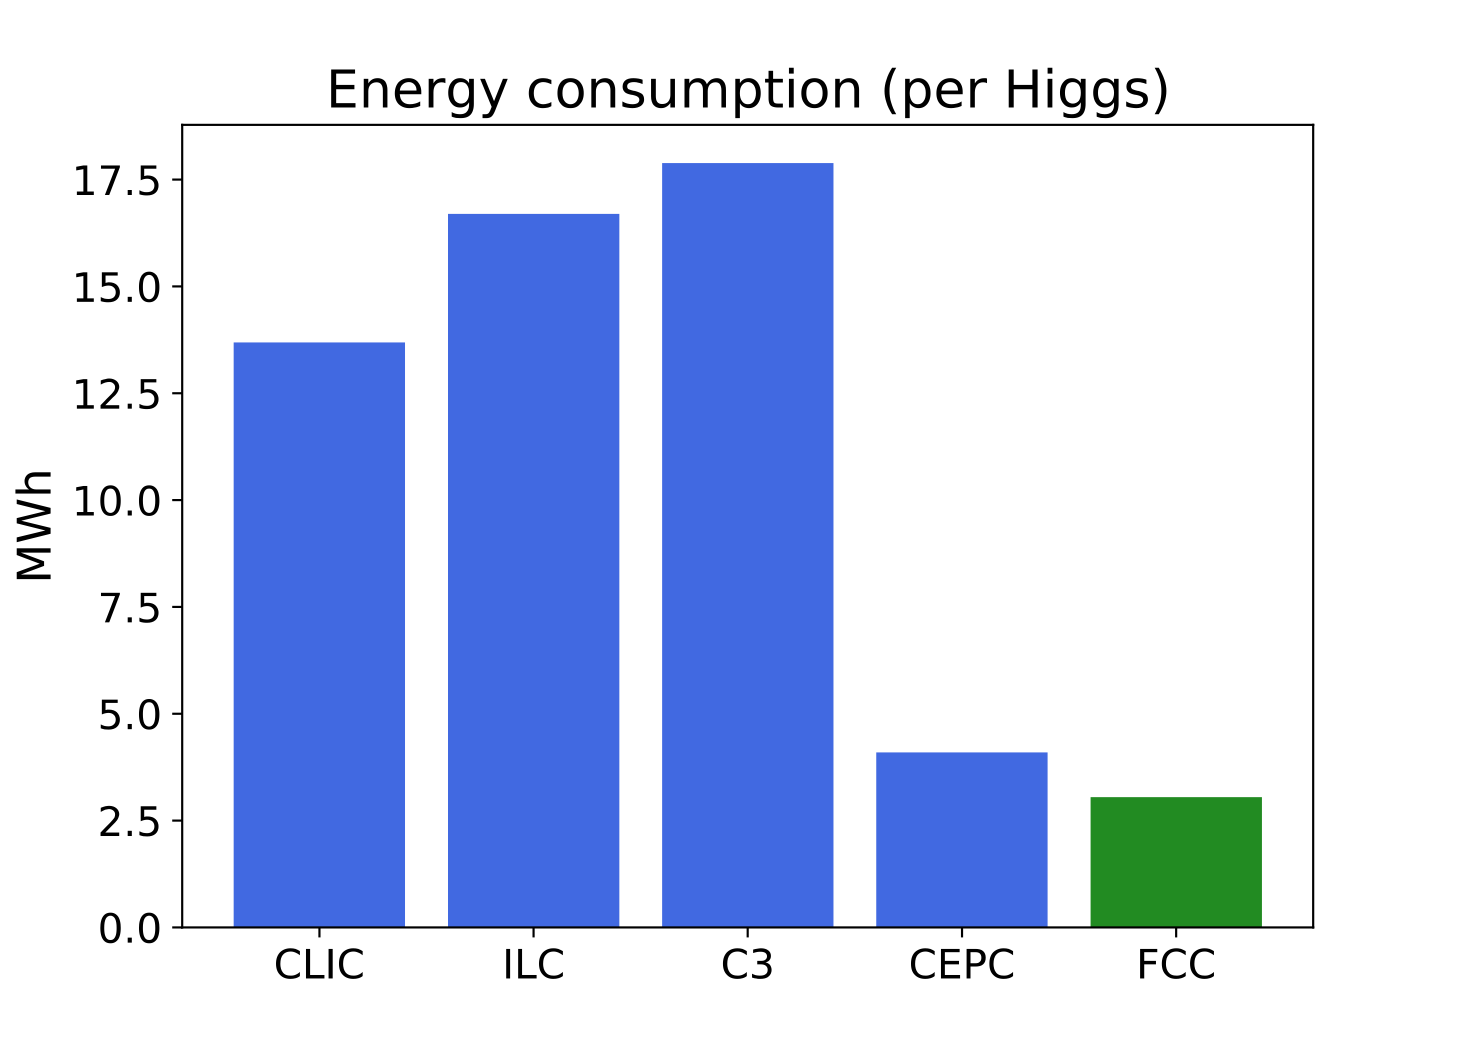 Energy consumption (per Higgs)
17.5
15.0
12.5
10.0
7.5
5.0
2.5
0.0
MWh
CLIC
ILC
C3
CEPC
FCC